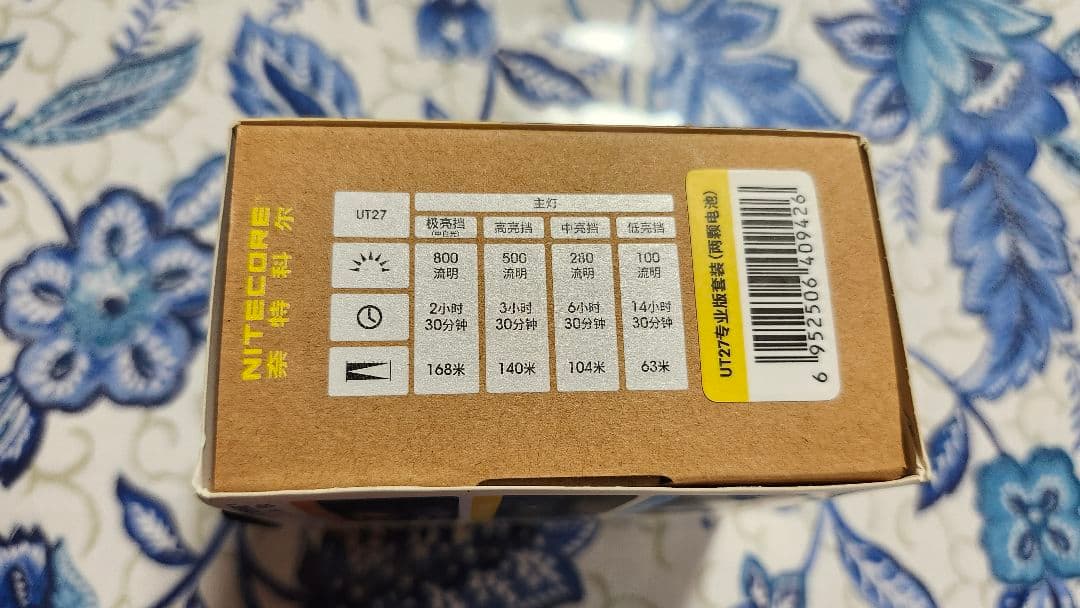 NITECORE
奈特科尔
UT27
主灯
极亮挡 高亮挡 中亮挡 低亮挡
800 500 280 100
流明 流明 流明 流明
2小时 3小时 6小时 14小时
30分钟 30分钟 30分钟 30分钟
168米 140米 104米 63米
UT27专业版套装(两颗电池)
6 952506 409426